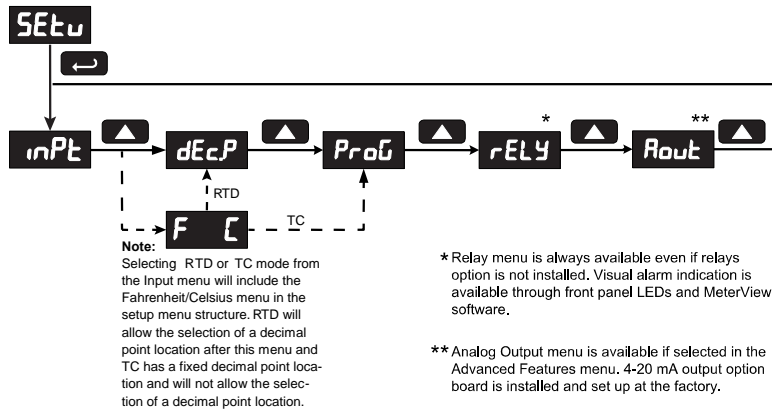 SEtu
inPt
dEc.P
ProG
*
rELY
**
Aout
RTD
F C
TC
Note:
Selecting RTD or TC mode from
the Input menu will include the
Fahrenheit/Celsius menu in the
setup menu structure. RTD will
allow the selection of a decimal
point location after this menu and
TC has a fixed decimal point loca-
tion and will not allow the selec-
tion of a decimal point location.
* Relay menu is always available even if relays
option is not installed. Visual alarm indication is
available through front panel LEDs and MeterView
software.
** Analog Output menu is available if selected in the
Advanced Features menu. 4-20 mA output option
board is installed and set up at the factory.